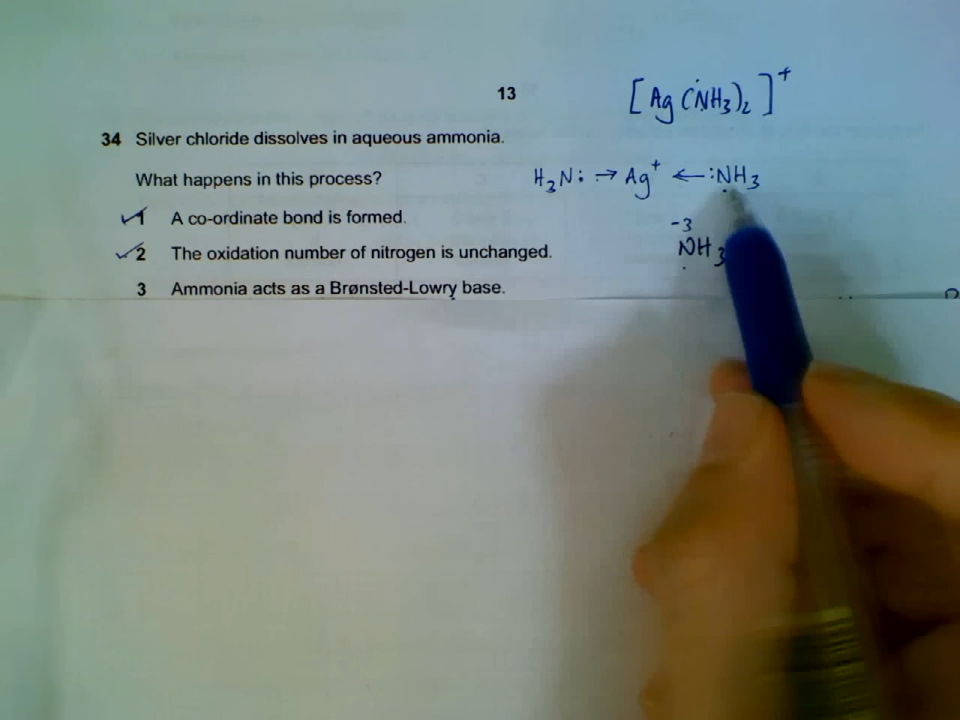 13
[Ag(NH3)2]+
34 Silver chloride dissolves in aqueous ammonia.
What happens in this process?
H3N: → Ag+ ← :NH3
✓1 A co-ordinate bond is formed.
-3
✓2 The oxidation number of nitrogen is unchanged.
NH3
3 Ammonia acts as a Brønsted-Lowry base.